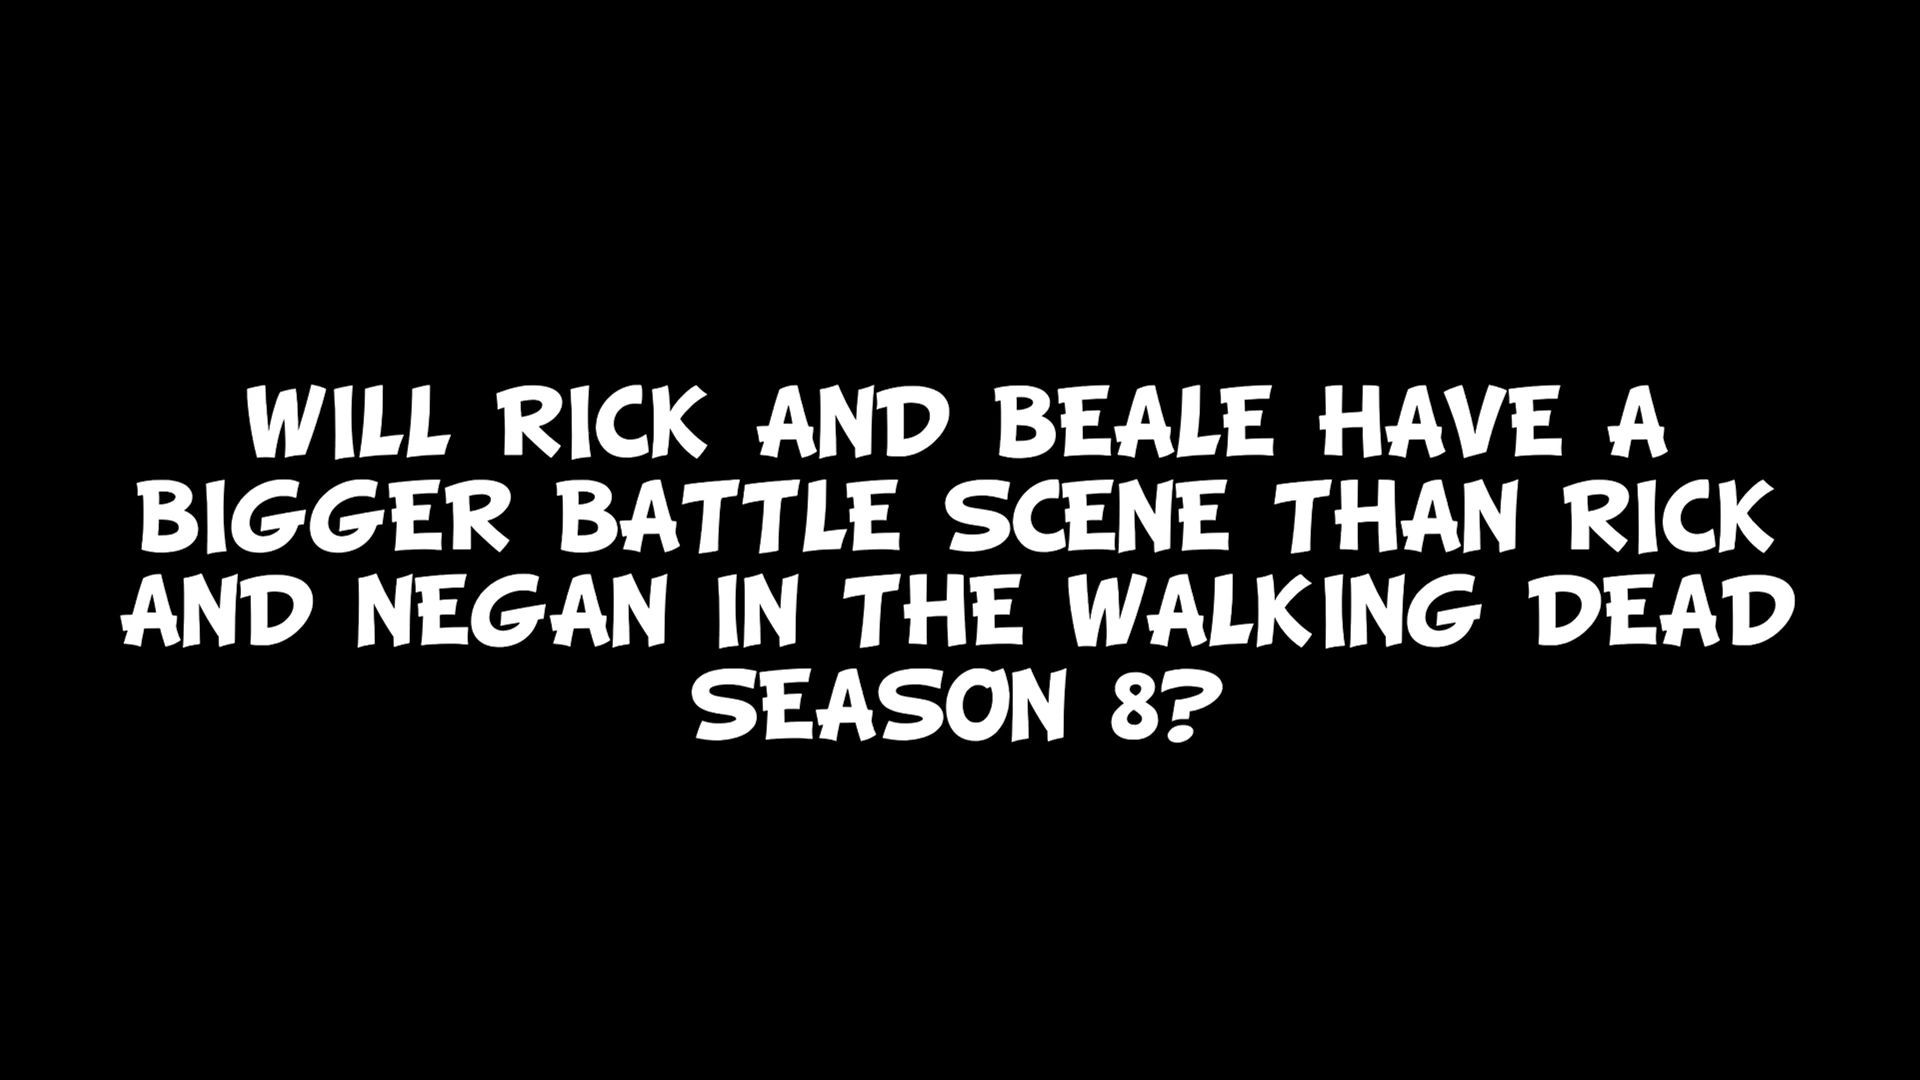 WILL RICK AND BEALE HAVE A
BIGGER BATTLE SCENE THAN RICK
AND NEGAN IN THE WALKING DEAD
SEASON 8?